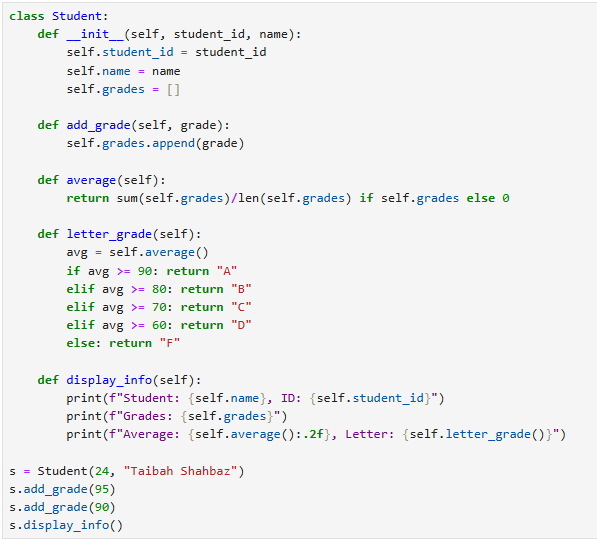 class Student:
    def __init__(self, student_id, name):
        self.student_id = student_id
        self.name = name
        self.grades = []

    def add_grade(self, grade):
        self.grades.append(grade)

    def average(self):
        return sum(self.grades)/len(self.grades) if self.grades else 0

    def letter_grade(self):
        avg = self.average()
        if avg >= 90: return "A"
        elif avg >= 80: return "B"
        elif avg >= 70: return "C"
        elif avg >= 60: return "D"
        else: return "F"

    def display_info(self):
        print(f"Student: {self.name}, ID: {self.student_id}")
        print(f"Grades: {self.grades}")
        print(f"Average: {self.average():.2f}, Letter: {self.letter_grade()}")

s = Student(24, "Taibah Shahbaz")
s.add_grade(95)
s.add_grade(90)
s.display_info()